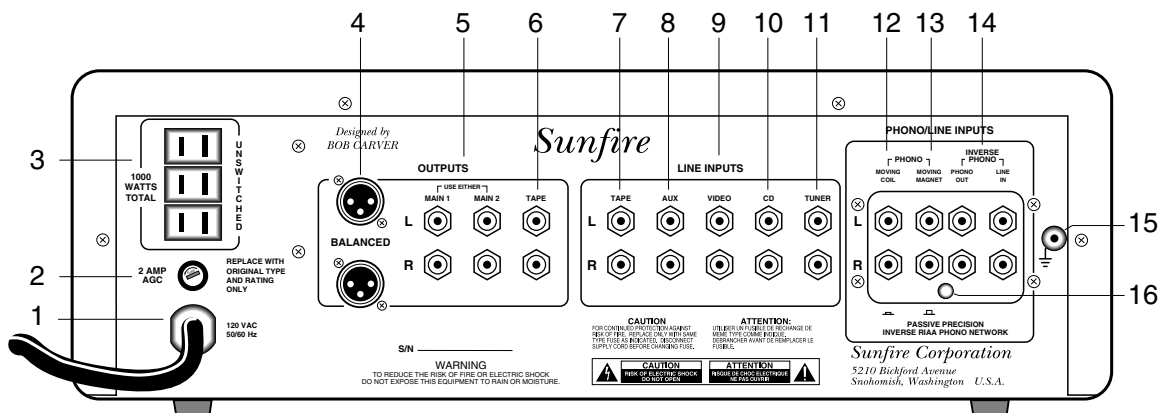 4 5 6 7 8 9 10 11 12 13 14
3
2
1
15
16
1000
WATTS
TOTAL
UNSWITCHED
2 AMP
AGC
REPLACE WITH
ORIGINAL TYPE
AND RATING
ONLY
120 VAC
50/60 Hz
Designed by
BOB CARVER
Sunfire
OUTPUTS
USE EITHER
MAIN 1 MAIN 2 TAPE
L
BALANCED
R
LINE INPUTS
TAPE AUX VIDEO CD TUNER
L
R
PHONO/LINE INPUTS
PHONO
INVERSE
PHONO
MOVING
COIL
MOVING
MAGNET
PHONO
OUT
LINE
IN
L
R
PASSIVE PRECISION
INVERSE RIAA PHONO NETWORK
S/N
WARNING
TO REDUCE THE RISK OF FIRE OR ELECTRIC SHOCK
DO NOT EXPOSE THIS EQUIPMENT TO RAIN OR MOISTURE.
CAUTION
FOR CONTINUED PROTECTION AGAINST
RISK OF FIRE, REPLACE ONLY WITH SAME
TYPE FUSE AS INDICATED, DISCONNECT
SUPPLY CORD BEFORE CHANGING FUSE.
ATTENTION:
UTILISER UN FUSIBLE DE RECHANGE DE
MEME TYPE COMME INDIQUE,
DEBRANCHER AVANT DE REMPLACER LE
FUSIBLE.
CAUTION
RISK OF ELECTRIC SHOCK
DO NOT OPEN
ATTENTION
RISQUE DE CHOC ELECTRIQUE
NE PAS OUVRIR
Sunfire Corporation
5210 Bickford Avenue
Snohomish, Washington U.S.A.